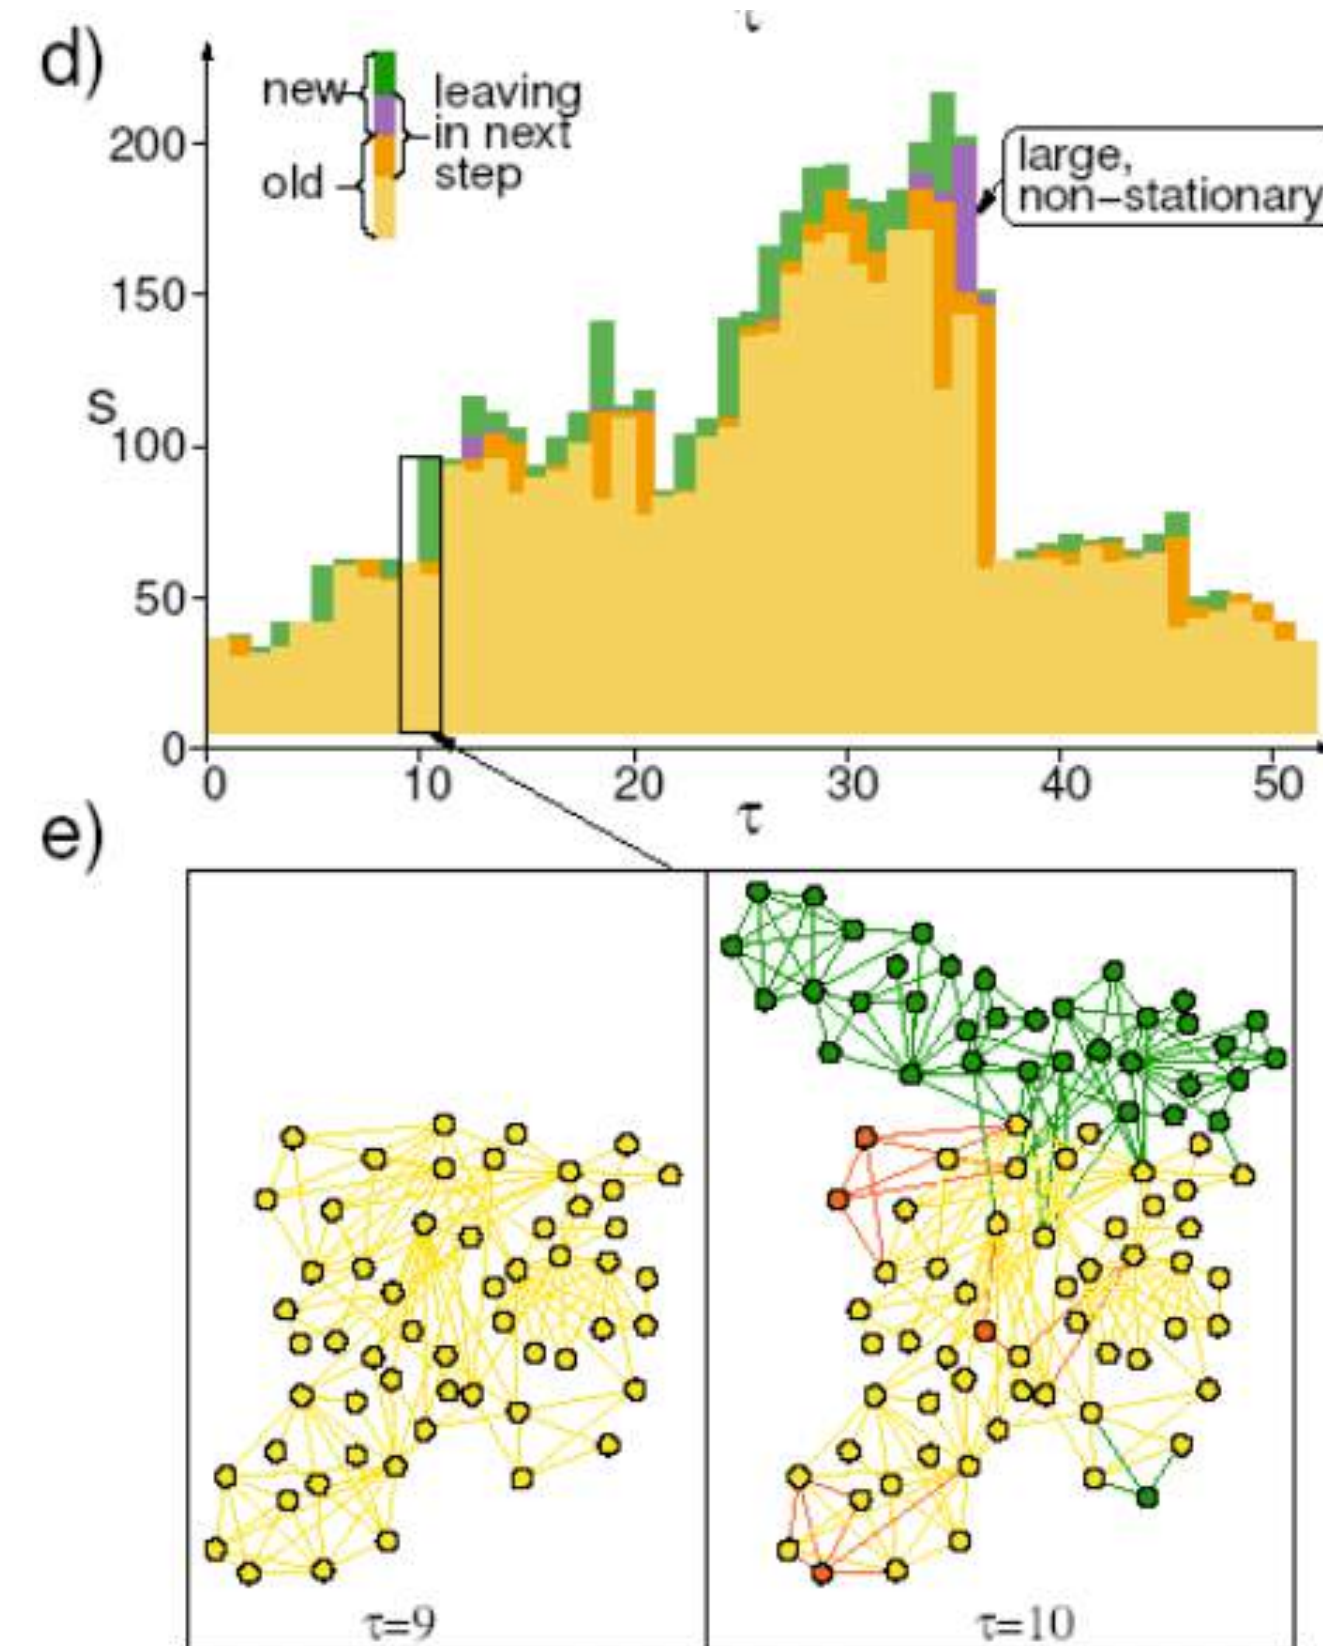 τ
d)
new
leaving
in next
step
old
large,
non−stationary
200
150
s
100
50
0
0 10 20 30 40 50
τ
e)
τ=9
τ=10